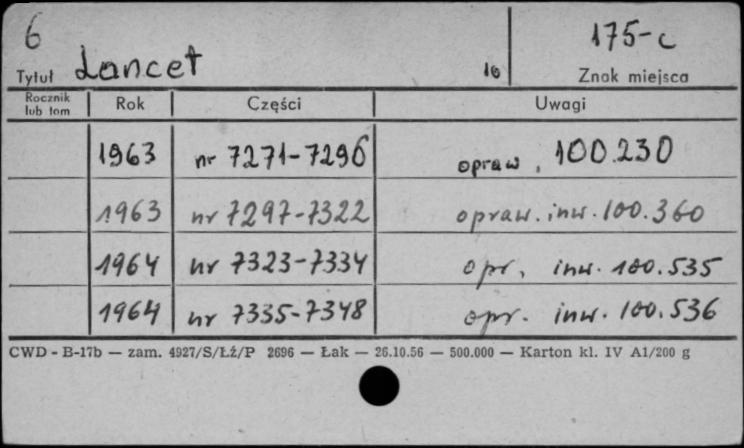 6
175-c
Tytuł Lancet 16 Znak miejsca
Rocznik lub tom Rok Części Uwagi
1963 nr 7271-7296 opraw, 100.230
1963 nr 7297-7322 opraw. inw. 100.360
1964 nr 7323-7334 opr. inw. 100.535
1964 nr 7335-7348 opr. inw. 100.536
CWD - B-17b — zam. 4927/S/Łź/P 2696 — Łak — 26.10.56 — 500.000 — Karton kl. IV A1/200 g